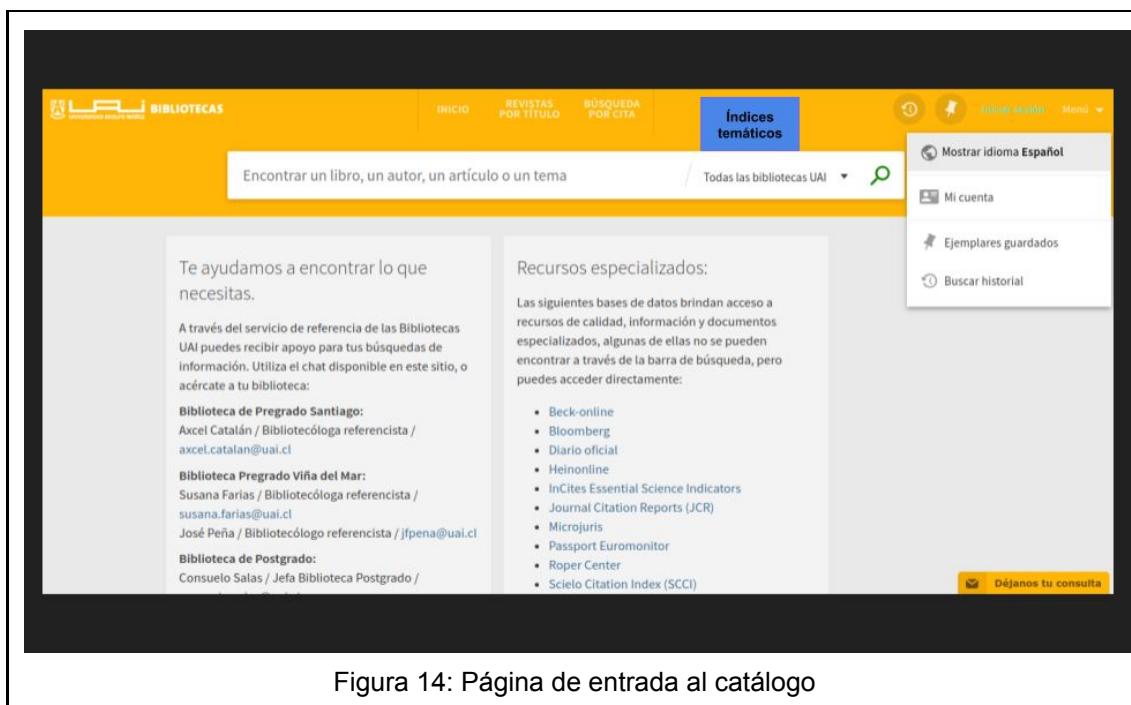 UAI BIBLIOTECAS
UNIVERSIDAD ADOLFO IBÁÑEZ
INICIO
REVISTAS
POR TÍTULO
BÚSQUEDA
POR CITA
Índices
temáticos
Iniciar sesión
Menú
Encontrar un libro, un autor, un artículo o un tema
Todas las bibliotecas UAI
Mostrar idioma Español
Mi cuenta
Ejemplares guardados
Buscar historial
Te ayudamos a encontrar lo que
necesitas.
A través del servicio de referencia de las Bibliotecas
UAI puedes recibir apoyo para tus búsquedas de
información. Utiliza el chat disponible en este sitio, o
acércate a tu biblioteca:
Biblioteca de Pregrado Santiago:
Axcel Catalán / Bibliotecóloga referencista /
axcel.catalan@uai.cl
Biblioteca Pregrado Viña del Mar:
Susana Farias / Bibliotecóloga referencista /
susana.farias@uai.cl
José Peña / Bibliotecólogo referencista / jfpena@uai.cl
Biblioteca de Postgrado:
Consuelo Salas / Jefa Biblioteca Postgrado /
Recursos especializados:
Las siguientes bases de datos brindan acceso a
recursos de calidad, información y documentos
especializados, algunas de ellas no se pueden
encontrar a través de la barra de búsqueda, pero
puedes acceder directamente:
• Beck-online
• Bloomberg
• Diario oficial
• Heinonline
• InCites Essential Science Indicators
• Journal Citation Reports (JCR)
• Microjuris
• Passport Euromonitor
• Roper Center
• Scielo Citation Index (SCCI)
Déjanos tu consulta
Figura 14: Página de entrada al catálogo